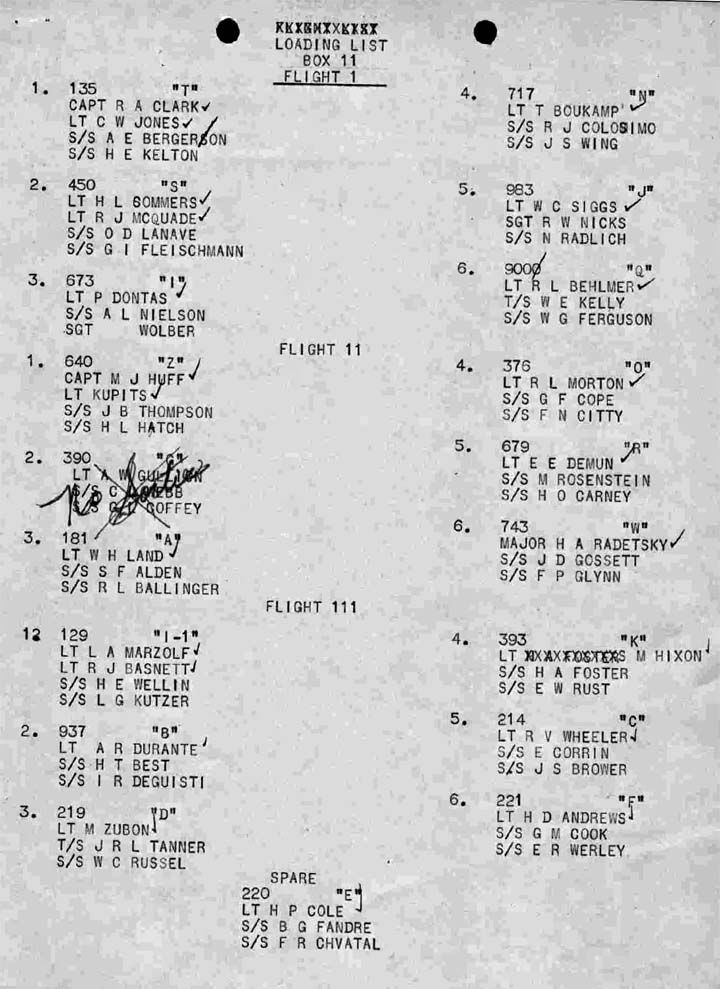 LOADING LIST
BOX 11
FLIGHT 1
1. 135 "T"
CAPT R A CLARK
LT C W JONES
S/S A E BERGERSON
S/S H E KELTON
2. 450 "S"
LT H L SOMMERS
LT R J MCQUADE
S/S O D LANAVE
S/S G I FLEISCHMANN
3. 673 "I"
LT P DONTAS
S/S A L NIELSON
SGT WOLBER
4. 717 "N"
LT T BOUKAMP
S/S R J COLOSIMO
S/S J S WING
5. 983 "J"
LT W C SIGGS
SGT R W NICKS
S/S N RADLICH
6. 900 "Q"
LT R L BEHLMER
T/S W E KELLY
S/S W G FERGUSON
FLIGHT 11
1. 640 "Z"
CAPT M J HUFF
LT KUPITS
S/S J B THOMPSON
S/S H L HATCH
2. 390 "G"
LT A W
S/S C
S/S COFFEY
No Sortie
3. 181 "A"
LT W H LAND
S/S S F ALDEN
S/S R L BALLINGER
4. 376 "O"
LT R L MORTON
S/S G F COPE
S/S F N CITTY
5. 679 "R"
LT E E DEMUN
S/S M ROSENSTEIN
S/S H O CARNEY
6. 743 "W"
MAJOR H A RADETSKY
S/S J D GOSSETT
S/S F P GLYNN
FLIGHT 111
12 129 "I-1"
LT L A MARZOLF
LT R J BASNETT
S/S H E WELLIN
S/S L G KUTZER
2. 937 "B"
LT A R DURANTE
S/S H T BEST
S/S I R DEGUISTI
3. 219 "D"
LT M ZUBON
T/S J R L TANNER
S/S W C RUSSEL
4. 393 "K"
LT S M HIXON
S/S H A FOSTER
S/S E W RUST
5. 214 "C"
LT R V WHEELER
S/S E CORRIN
S/S J S BROWER
6. 221 "F"
LT H D ANDREWS
S/S G M COOK
S/S E R WERLEY
SPARE
220 "E"
LT H P COLE
S/S B G FANDRE
S/S F R CHVATAL